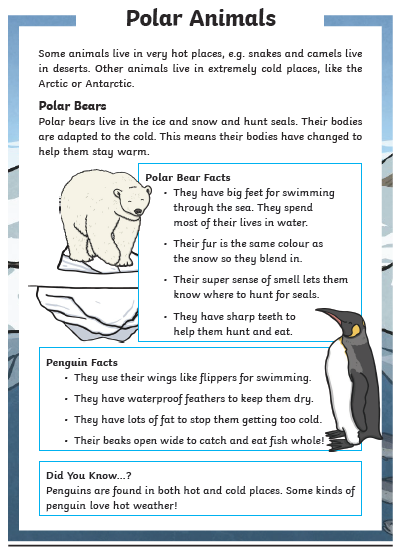 Polar Animals
Some animals live in very hot places, e.g. snakes and camels live
in deserts. Other animals live in extremely cold places, like the
Arctic or Antarctic.
Polar Bears
Polar bears live in the ice and snow and hunt seals. Their bodies
are adapted to the cold. This means their bodies have changed to
help them stay warm.
Polar Bear Facts
• They have big feet for swimming
through the sea. They spend
most of their lives in water.
• Their fur is the same colour as
the snow so they blend in.
• Their super sense of smell lets them
know where to hunt for seals.
• They have sharp teeth to
help them hunt and eat.
Penguin Facts
• They use their wings like flippers for swimming.
• They have waterproof feathers to keep them dry.
• They have lots of fat to stop them getting too cold.
• Their beaks open wide to catch and eat fish whole!
Did You Know...?
Penguins are found in both hot and cold places. Some kinds of
penguin love hot weather!